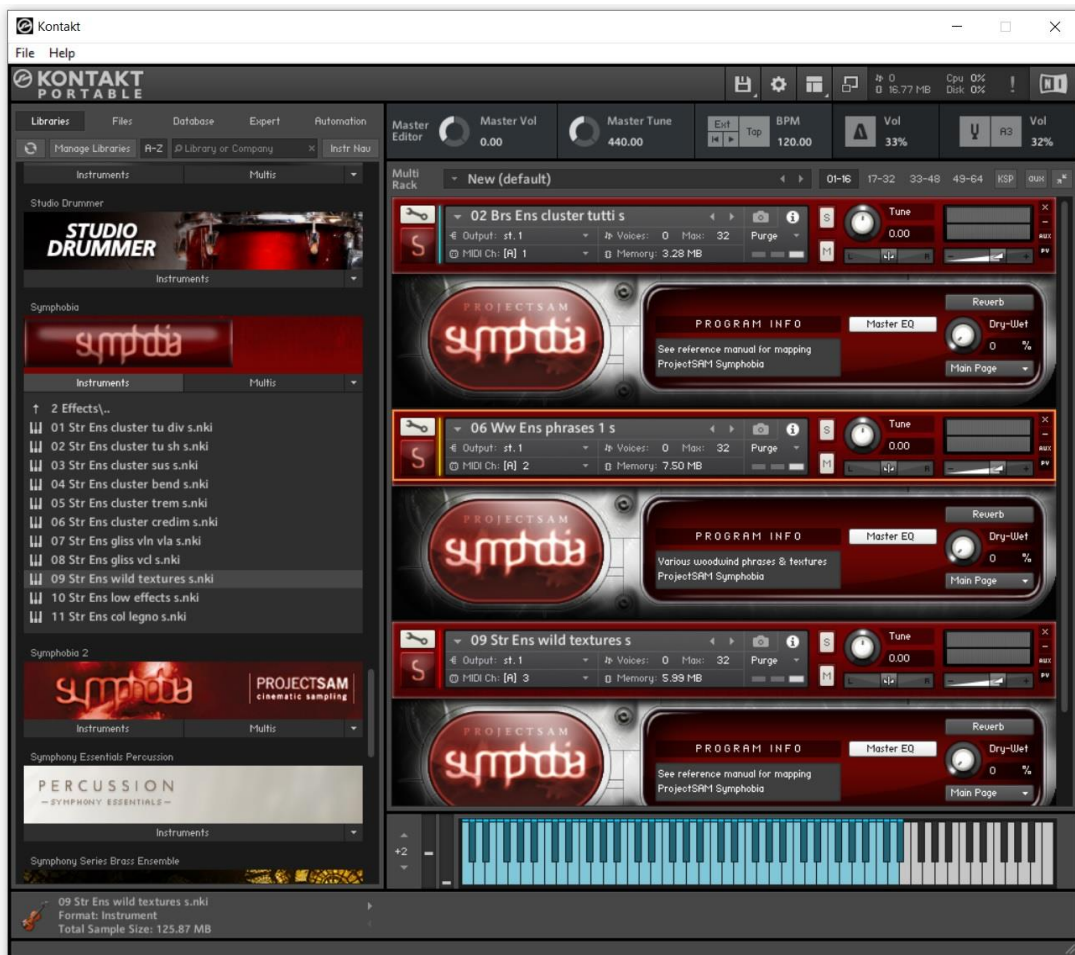 Kontakt
File Help
KONTAKT
PORTABLE
0
16.77 MB
Cpu 0%
Disk 0%
!
NI
Libraries Files Database Expert Automation
Manage Libraries A-Z Library or Company × Instr Nav
Instruments Multis
Studio Drummer
STUDIO
DRUMMER
Instruments
Symphobia
symphobia
Instruments Multis
2 Effects\..
01 Str Ens cluster tu div s.nki
02 Str Ens cluster tu sh s.nki
03 Str Ens cluster sus s.nki
04 Str Ens cluster bend s.nki
05 Str Ens cluster trem s.nki
06 Str Ens cluster credim s.nki
07 Str Ens gliss vln vla s.nki
08 Str Ens gliss vcl s.nki
09 Str Ens wild textures s.nki
10 Str Ens low effects s.nki
11 Str Ens col legno s.nki
Symphobia 2
symphobia
PROJECTSAM
cinematic sampling
Instruments Multis
Symphony Essentials Percussion
PERCUSSION
– SYMPHONY ESSENTIALS –
Instruments
Symphony Series Brass Ensemble
Master
Editor
Master Vol
0.00
Master Tune
440.00
Ext Top
BPM
120.00
Vol
33%
A3
Vol
32%
Multi
Rack
New (default)
01-16 17-32 33-48 49-64 KSP aux
S
02 Brs Ens cluster tutti s
Output: st. 1 Voices: 0 Max: 32 Purge
MIDI Ch: [A] 1 Memory: 3.28 MB
S
M
Tune
0.00
L R
AUX
PV
PROJECTSAM
symphobia
PROGRAM INFO
Master EQ
See reference manual for mapping
ProjectSAM Symphobia
Reverb
Dry-Wet
0 %
Main Page
S
06 Ww Ens phrases 1 s
Output: st. 1 Voices: 0 Max: 32 Purge
MIDI Ch: [A] 2 Memory: 7.50 MB
S
M
Tune
0.00
L R
AUX
PV
PROJECTSAM
symphobia
PROGRAM INFO
Master EQ
Various woodwind phrases & textures
ProjectSAM Symphobia
Reverb
Dry-Wet
0 %
Main Page
S
09 Str Ens wild textures s
Output: st. 1 Voices: 0 Max: 32 Purge
MIDI Ch: [A] 3 Memory: 5.99 MB
S
M
Tune
0.00
L R
AUX
PV
PROJECTSAM
symphobia
PROGRAM INFO
Master EQ
See reference manual for mapping
ProjectSAM Symphobia
Reverb
Dry-Wet
0 %
Main Page
+2
09 Str Ens wild textures s.nki
Format: Instrument
Total Sample Size: 125.87 MB